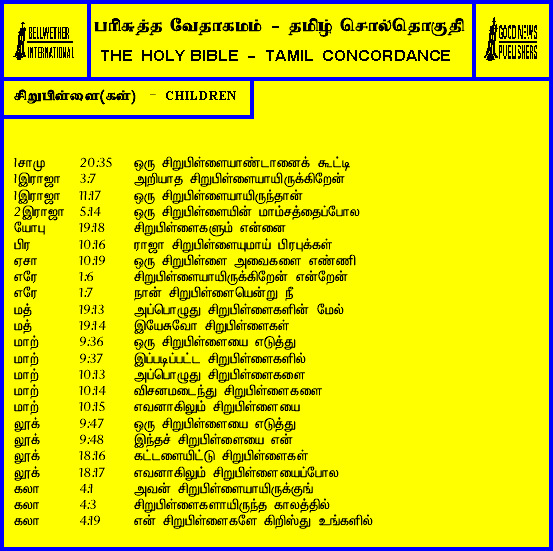 BELLWETHER
INTERNATIONAL
பரிசுத்த வேதாகமம் - தமிழ் சொல்தொகுதி
THE HOLY BIBLE - TAMIL CONCORDANCE
GOOD NEWS
PUBLISHERS
சிறுபிள்ளை(கள்) - CHILDREN
1சாமு 20:35 ஒரு சிறுபிள்ளையாண்டானைக் கூட்டி
1இராஜா 3:7 அறியாத சிறுபிள்ளையாயிருக்கிறேன்
1இராஜா 11:17 ஒரு சிறுபிள்ளையாயிருந்தான்
2இராஜா 5:14 ஒரு சிறுபிள்ளையின் மாம்சத்தைப்போல
யோபு 19:18 சிறுபிள்ளைகளும் என்னை
பிர 10:16 ராஜா சிறுபிள்ளையுமாய் பிரபுக்கள்
ஏசா 10:19 ஒரு சிறுபிள்ளை அவைகளை எண்ணி
எரே 1:6 சிறுபிள்ளையாயிருக்கிறேன் என்றேன்
எரே 1:7 நான் சிறுபிள்ளையென்று நீ
மத் 19:13 அப்பொழுது சிறுபிள்ளைகளின் மேல்
மத் 19:14 இயேசுவோ சிறுபிள்ளைகள்
மாற் 9:36 ஒரு சிறுபிள்ளையை எடுத்து
மாற் 9:37 இப்படிப்பட்ட சிறுபிள்ளைகளில்
மாற் 10:13 அப்பொழுது சிறுபிள்ளைகளை
மாற் 10:14 விசனமடைந்து சிறுபிள்ளைகளை
மாற் 10:15 எவனாகிலும் சிறுபிள்ளையை
லூக் 9:47 ஒரு சிறுபிள்ளையை எடுத்து
லூக் 9:48 இந்தச் சிறுபிள்ளையை என்
லூக் 18:16 கட்டளையிட்டு சிறுபிள்ளைகள்
லூக் 18:17 எவனாகிலும் சிறுபிள்ளையைப்போல
கலா 4:1 அவன் சிறுபிள்ளையாயிருக்குங்
கலா 4:3 சிறுபிள்ளைகளாயிருந்த காலத்தில்
கலா 4:19 என் சிறுபிள்ளைகளே கிறிஸ்து உங்களில்